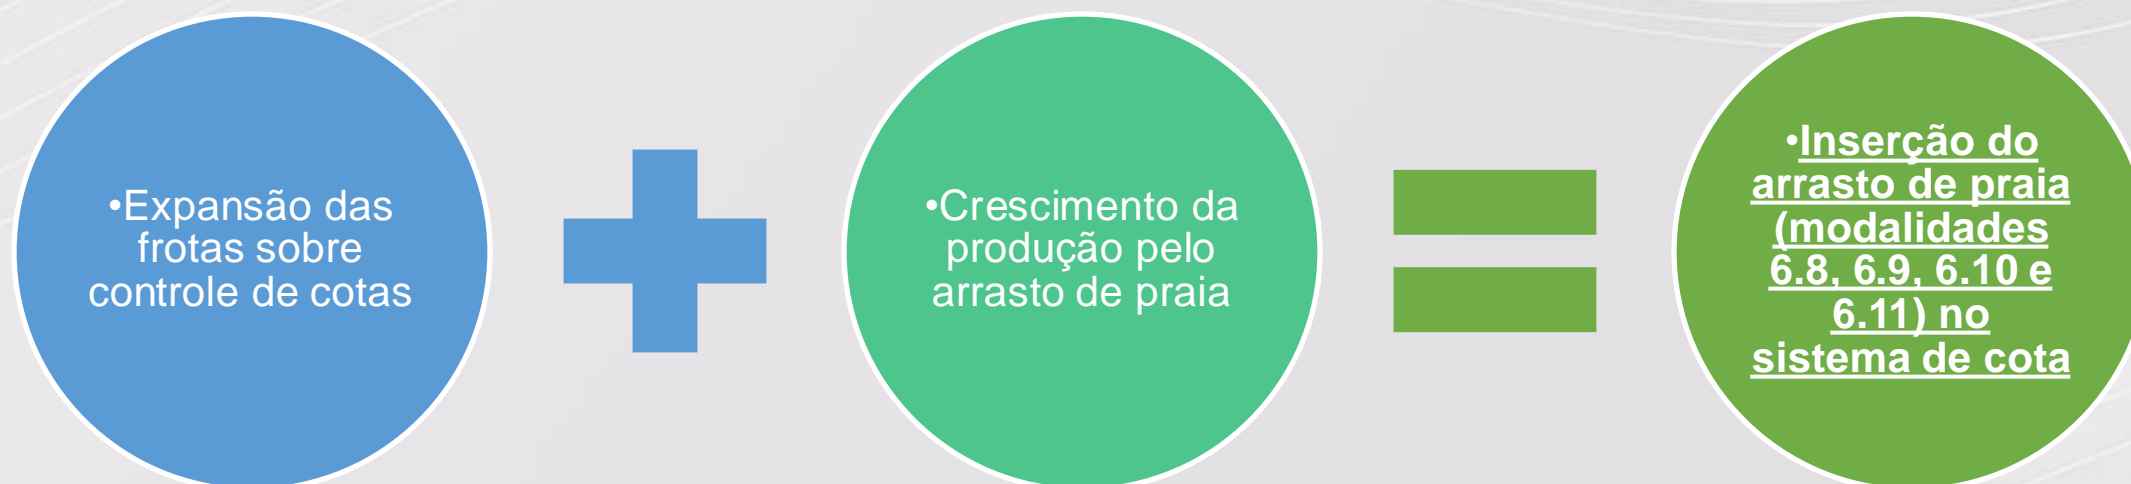 •Expansão das
frotas sobre
controle de cotas
•Crescimento da
produção pelo
arrasto de praia
•Inserção do
arrasto de praia
(modalidades
6.8, 6.9, 6.10 e
6.11) no
sistema de cota